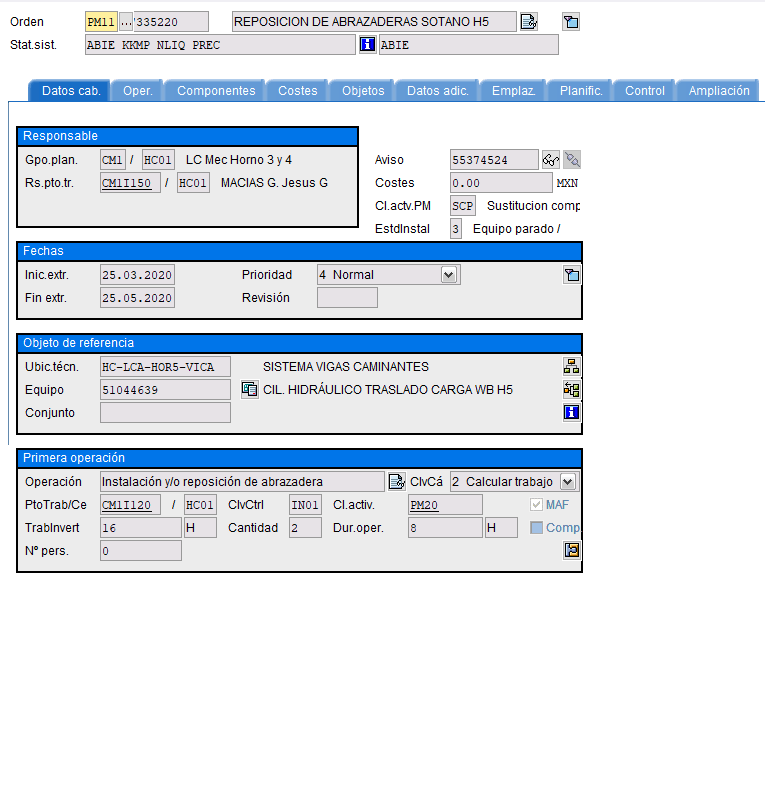 Orden PM11 ... 335220 REPOSICION DE ABRAZADERAS SOTANO H5
Stat.sist. ABIE KKMP NLIQ PREC ABIE
Datos cab. Oper. Componentes Costes Objetos Datos adic. Emplaz. Planific. Control Ampliación
Responsable
Gpo.plan. CM1 / HC01 LC Mec Horno 3 y 4
Rs.pto.tr. CM1I150 / HC01 MACIAS G. Jesus G
Aviso 55374524
Costes 0.00 MXN
Cl.actv.PM SCP Sustitucion comp
EstdInstal 3 Equipo parado /
Fechas
Inic.extr. 25.03.2020 Prioridad 4 Normal
Fin extr. 25.05.2020 Revisión
Objeto de referencia
Ubic.técn. HC-LCA-HOR5-VICA SISTEMA VIGAS CAMINANTES
Equipo 51044639 CIL. HIDRÁULICO TRASLADO CARGA WB H5
Conjunto
Primera operación
Operación Instalación y/o reposición de abrazadera ClvCá 2 Calcular trabajo
PtoTrab/Ce CM1I120 / HC01 ClvCtrl IN01 Cl.activ. PM20 MAF
TrabInvert 16 H Cantidad 2 Dur.oper. 8 H Comp
Nº pers. 0